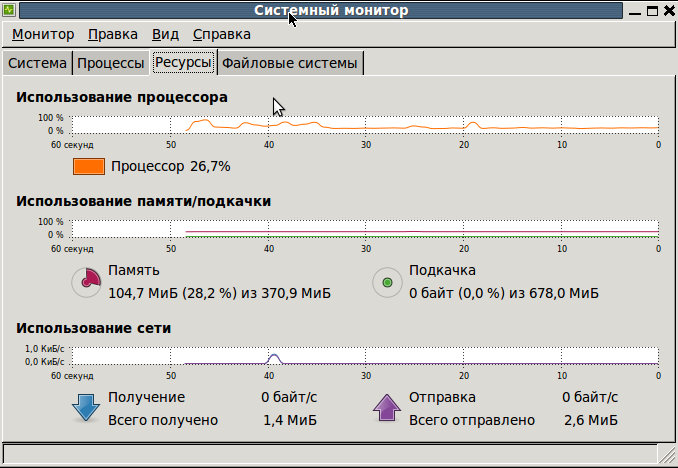 Системный монитор
Монитор Правка Вид Справка
Система Процессы Ресурсы Файловые системы
Использование процессора
100 %
0 %
60 секунд 50 40 30 20 10 0
Процессор 26,7%
Использование памяти/подкачки
100 %
0 %
60 секунд 50 40 30 20 10 0
Память
104,7 МиБ (28,2 %) из 370,9 МиБ
Подкачка
0 байт (0,0 %) из 678,0 МиБ
Использование сети
1,0 КиБ/с
0,0 КиБ/с
60 секунд 50 40 30 20 10 0
Получение 0 байт/с
Всего получено 1,4 МиБ
Отправка 0 байт/с
Всего отправлено 2,6 МиБ